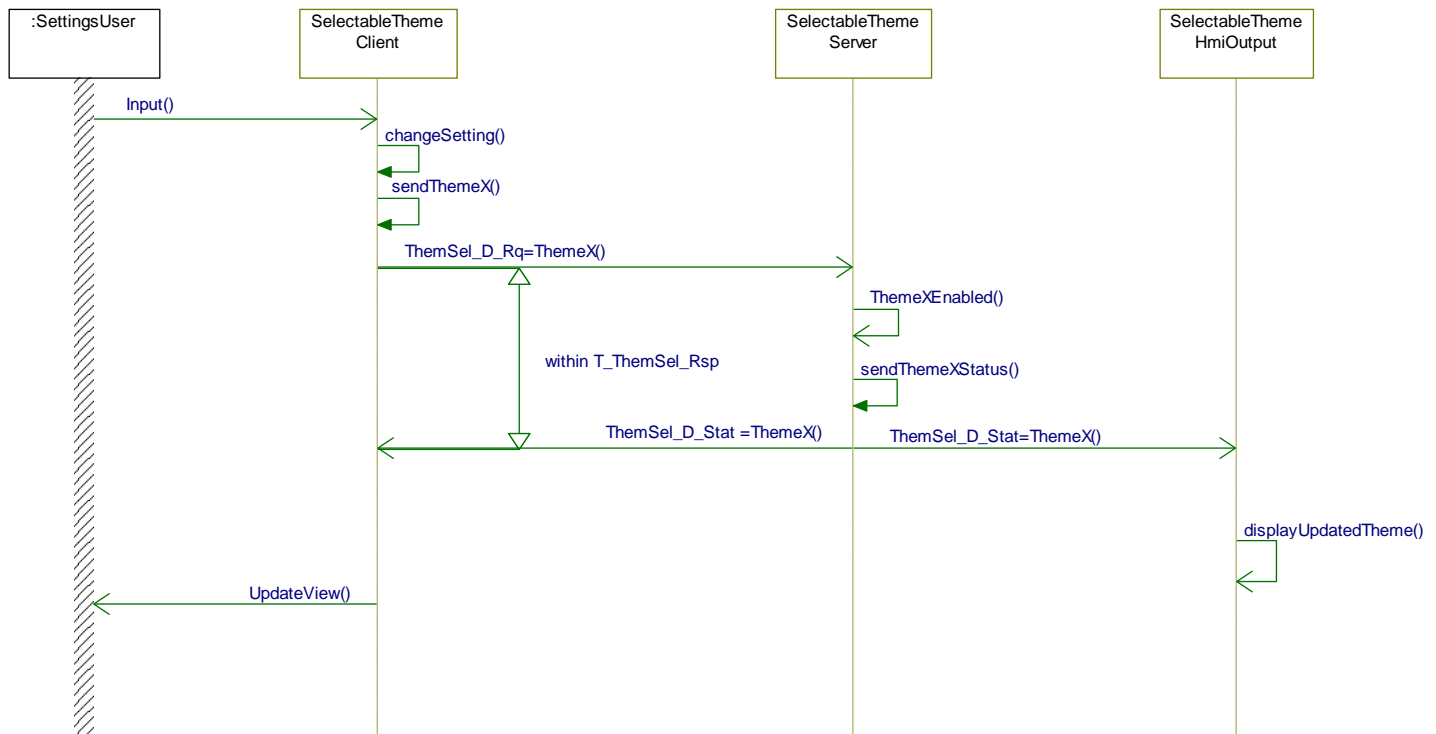 :SettingsUser
SelectableTheme
Client
SelectableTheme
Server
SelectableTheme
HmiOutput
Input()
changeSetting()
sendThemeX()
ThemSel_D_Rq=ThemeX()
ThemeXEnabled()
within T_ThemSel_Rsp
sendThemeXStatus()
ThemSel_D_Stat =ThemeX()
ThemSel_D_Stat=ThemeX()
displayUpdatedTheme()
UpdateView()